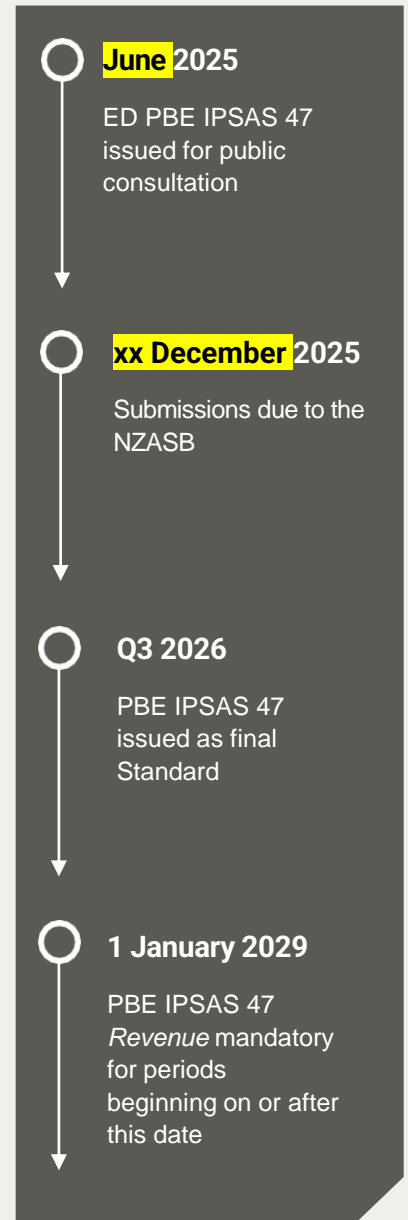 June 2025
ED PBE IPSAS 47
issued for public
consultation
xx December 2025
Submissions due to the
NZASB
Q3 2026
PBE IPSAS 47
issued as final
Standard
1 January 2029
PBE IPSAS 47
Revenue mandatory
for periods
beginning on or after
this date